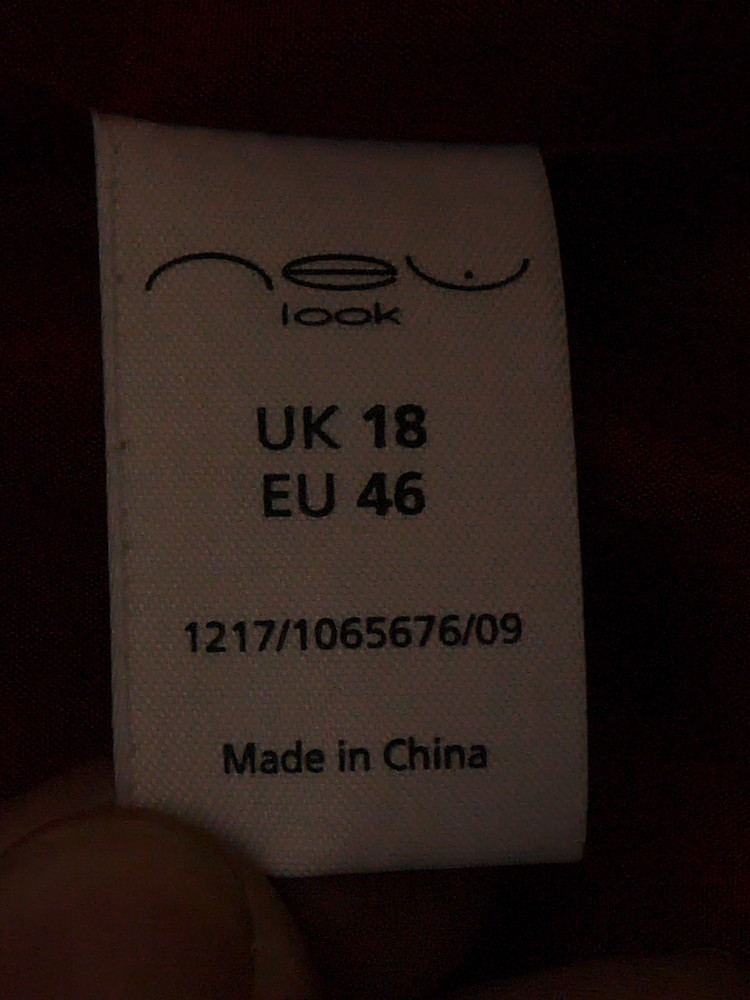 new
look
UK 18
EU 46
1217/1065676/09
Made in China